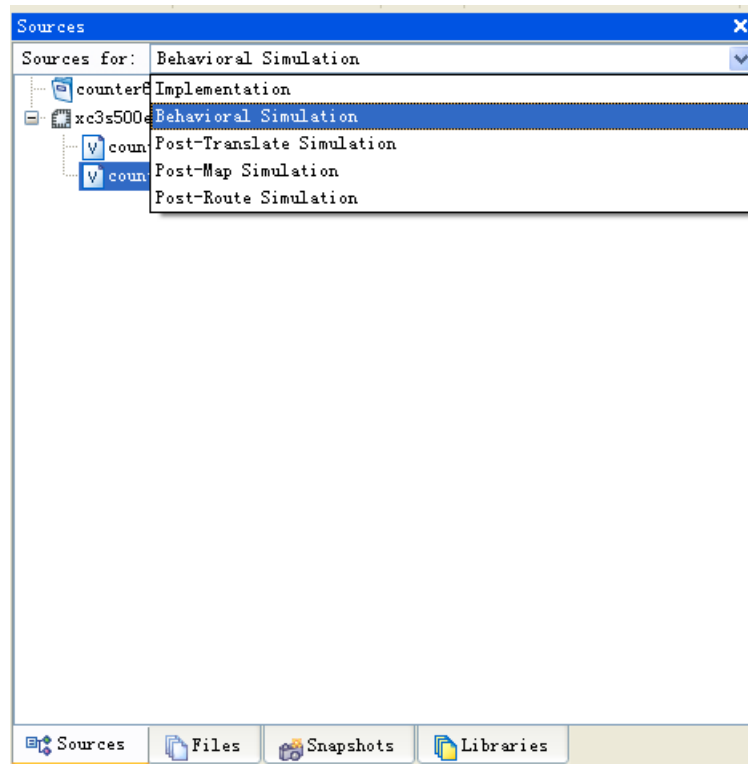 Sources
Sources for: Behavioral Simulation
Implementation
Behavioral Simulation
Post-Translate Simulation
Post-Map Simulation
Post-Route Simulation
xc3s500e
coun
coun
Sources Files Snapshots Libraries